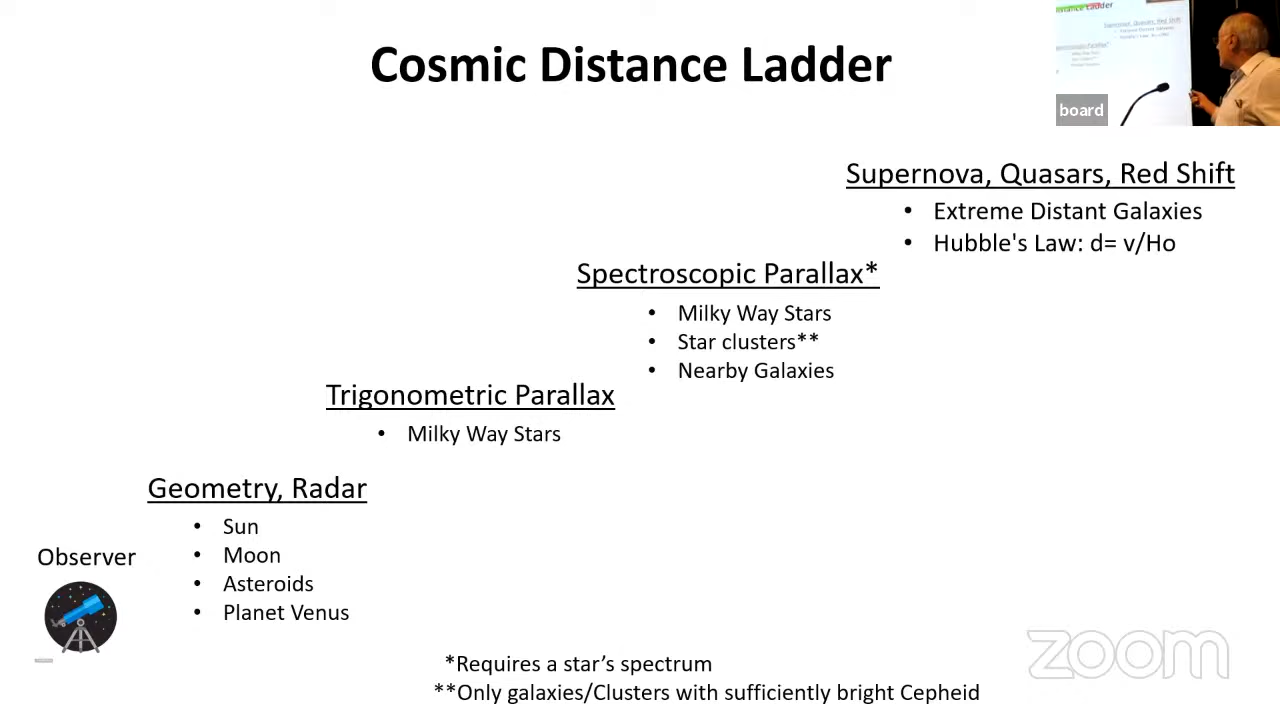 Cosmic Distance Ladder
board
Supernova, Quasars, Red Shift
• Extreme Distant Galaxies
• Hubble's Law: d= v/Ho
Spectroscopic Parallax*
• Milky Way Stars
• Star clusters**
• Nearby Galaxies
Trigonometric Parallax
• Milky Way Stars
Geometry, Radar
• Sun
• Moon
• Asteroids
• Planet Venus
Observer
*Requires a star’s spectrum
**Only galaxies/Clusters with sufficiently bright Cepheid
zoom